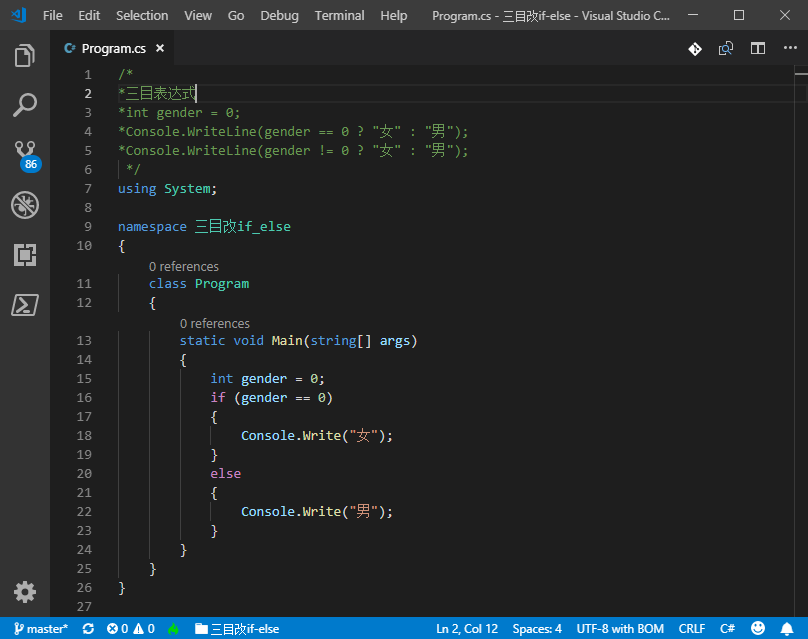 File Edit Selection View Go Debug Terminal Help Program.cs - 三目改if-else - Visual Studio C...
Program.cs
1 /*
2 *三目表达式
3 *int gender = 0;
4 *Console.WriteLine(gender == 0 ? "女" : "男");
5 *Console.WriteLine(gender != 0 ? "女" : "男");
6 */
7 using System;
8
9 namespace 三目改if_else
10 {
0 references
11 class Program
12 {
0 references
13 static void Main(string[] args)
14 {
15 int gender = 0;
16 if (gender == 0)
17 {
18 Console.Write("女");
19 }
20 else
21 {
22 Console.Write("男");
23 }
24 }
25 }
26 }
27
86
master* 0 0 三目改if-else Ln 2, Col 12 Spaces: 4 UTF-8 with BOM CRLF C#